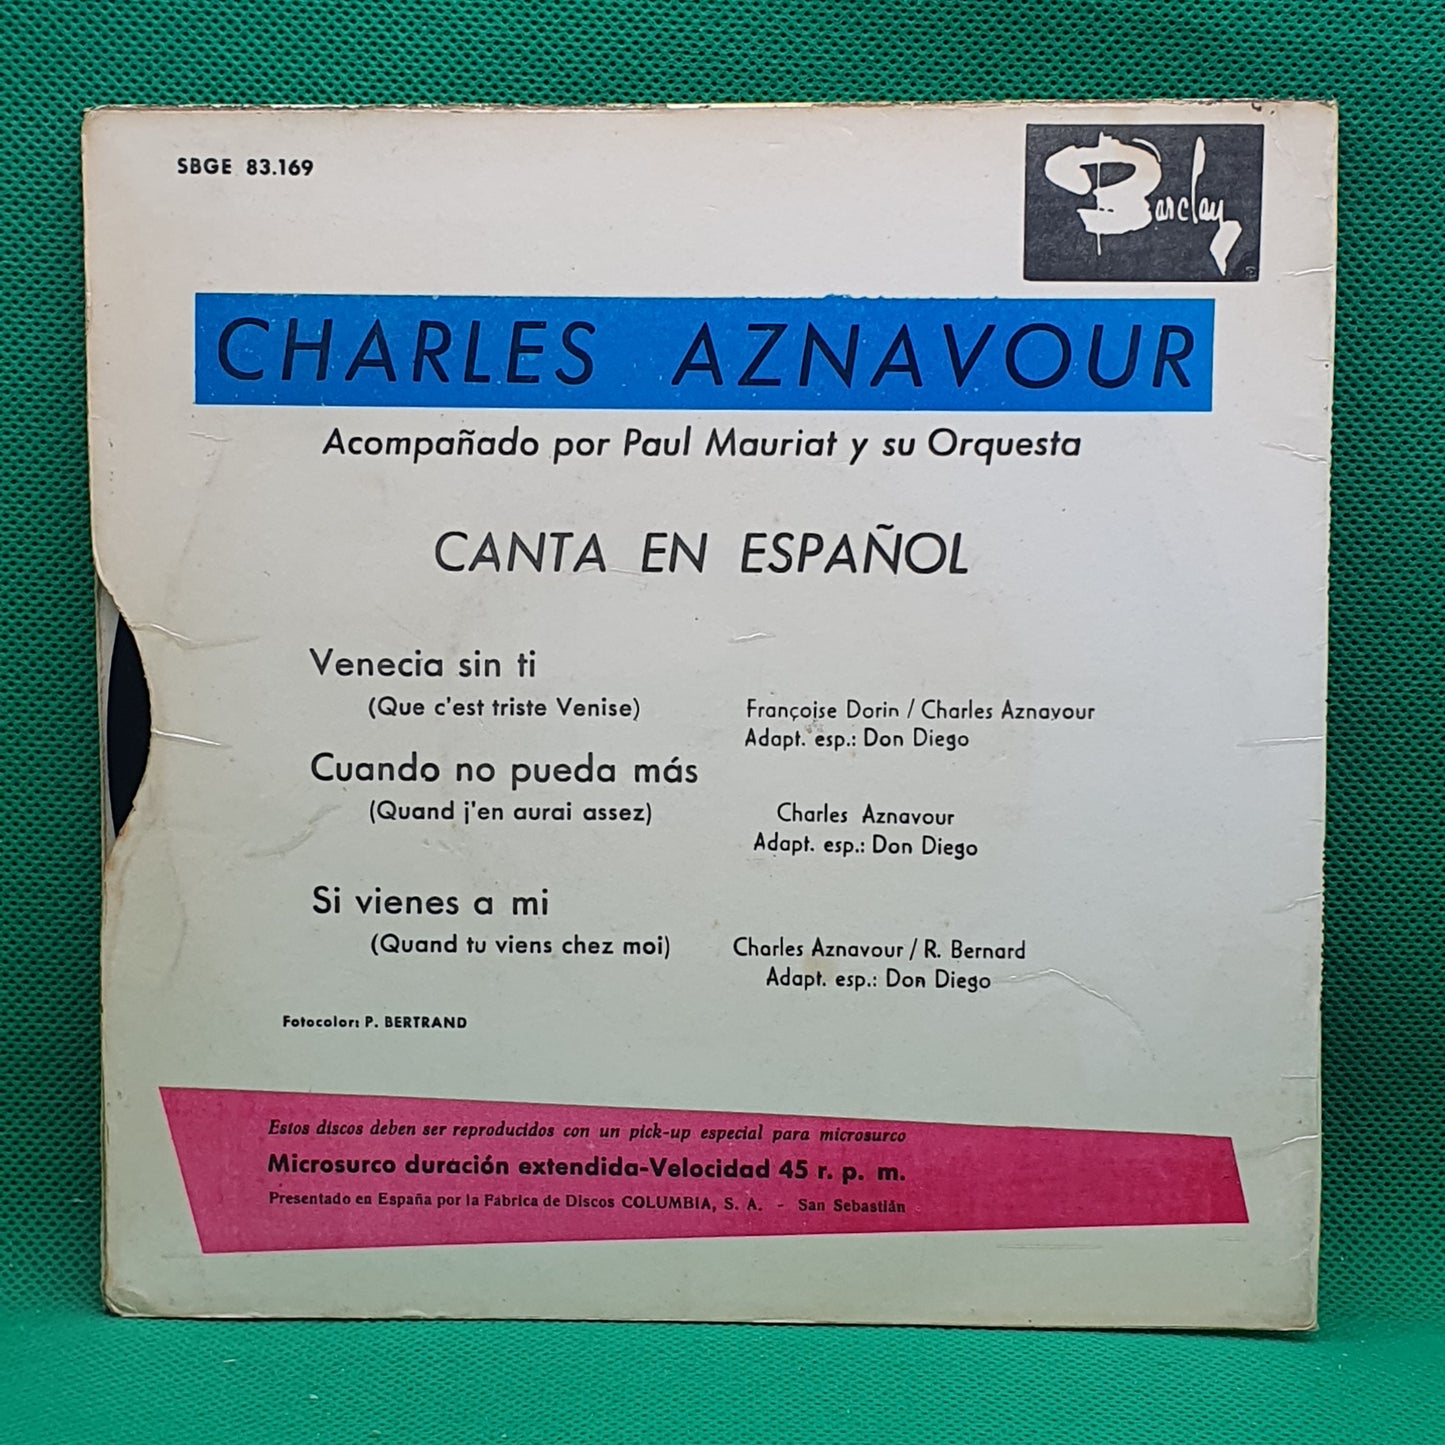 SBGE 83.169
Barclay
CHARLES AZNAVOUR
Acompañado por Paul Mauriat y su Orquesta
CANTA EN ESPAÑOL
Venecia sin ti
(Que c'est triste Venise) Françoise Dorin / Charles Aznavour
Adapt. esp.: Don Diego
Cuando no pueda más
(Quand j'en aurai assez) Charles Aznavour
Adapt. esp.: Don Diego
Si vienes a mi
(Quand tu viens chez moi) Charles Aznavour / R. Bernard
Adapt. esp.: Don Diego
Fotocolor: P. BERTRAND
Estos discos deben ser reproducidos con un pick-up especial para microsurco
Microsurco duración extendida-Velocidad 45 r. p. m.
Presentado en España por la Fábrica de Discos COLUMBIA, S. A. - San Sebastián